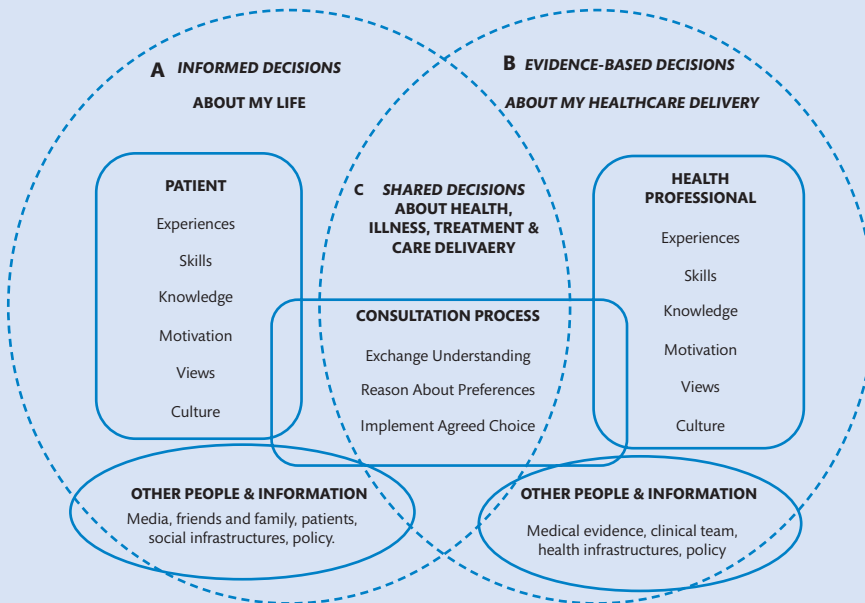 A INFORMED DECISIONS
ABOUT MY LIFE
B EVIDENCE-BASED DECISIONS
ABOUT MY HEALTHCARE DELIVERY
PATIENT
Experiences
Skills
Knowledge
Motivation
Views
Culture
C SHARED DECISIONS
ABOUT HEALTH,
ILLNESS, TREATMENT &
CARE DELIVAERY
CONSULTATION PROCESS
Exchange Understanding
Reason About Preferences
Implement Agreed Choice
HEALTH
PROFESSIONAL
Experiences
Skills
Knowledge
Motivation
Views
Culture
OTHER PEOPLE & INFORMATION
Media, friends and family, patients,
social infrastructures, policy.
OTHER PEOPLE & INFORMATION
Medical evidence, clinical team,
health infrastructures, policy